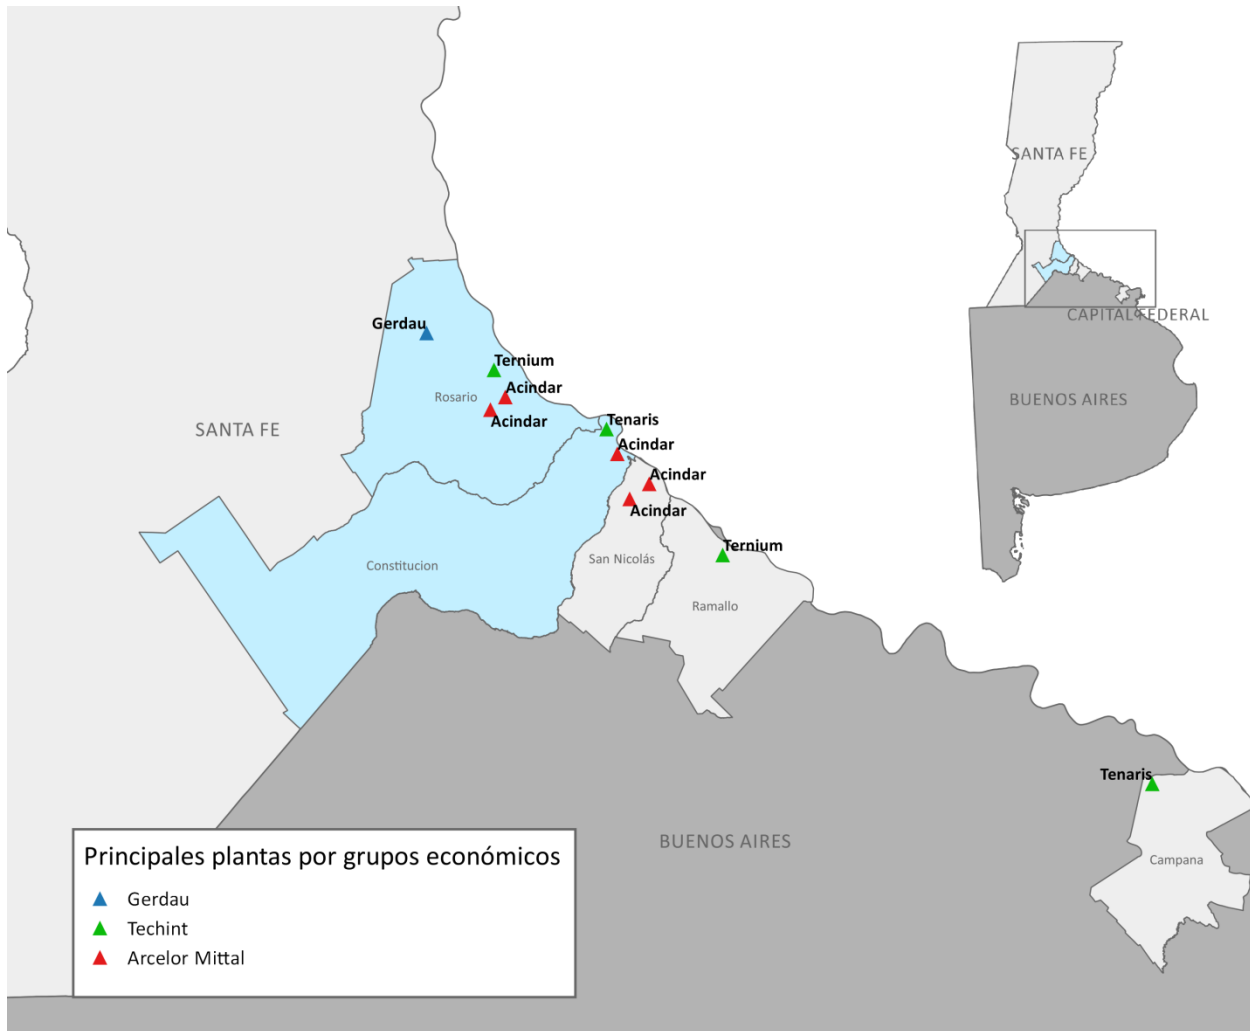 SANTA FE
CAPITAL FEDERAL
BUENOS AIRES
Gerdau
Ternium
Acindar
Rosario
Acindar
Tenaris
SANTA FE
Acindar
Acindar
Acindar
Ternium
San Nicolás
Constitucion
Ramallo
Tenaris
BUENOS AIRES
Campana
Principales plantas por grupos económicos
Gerdau
Techint
Arcelor Mittal